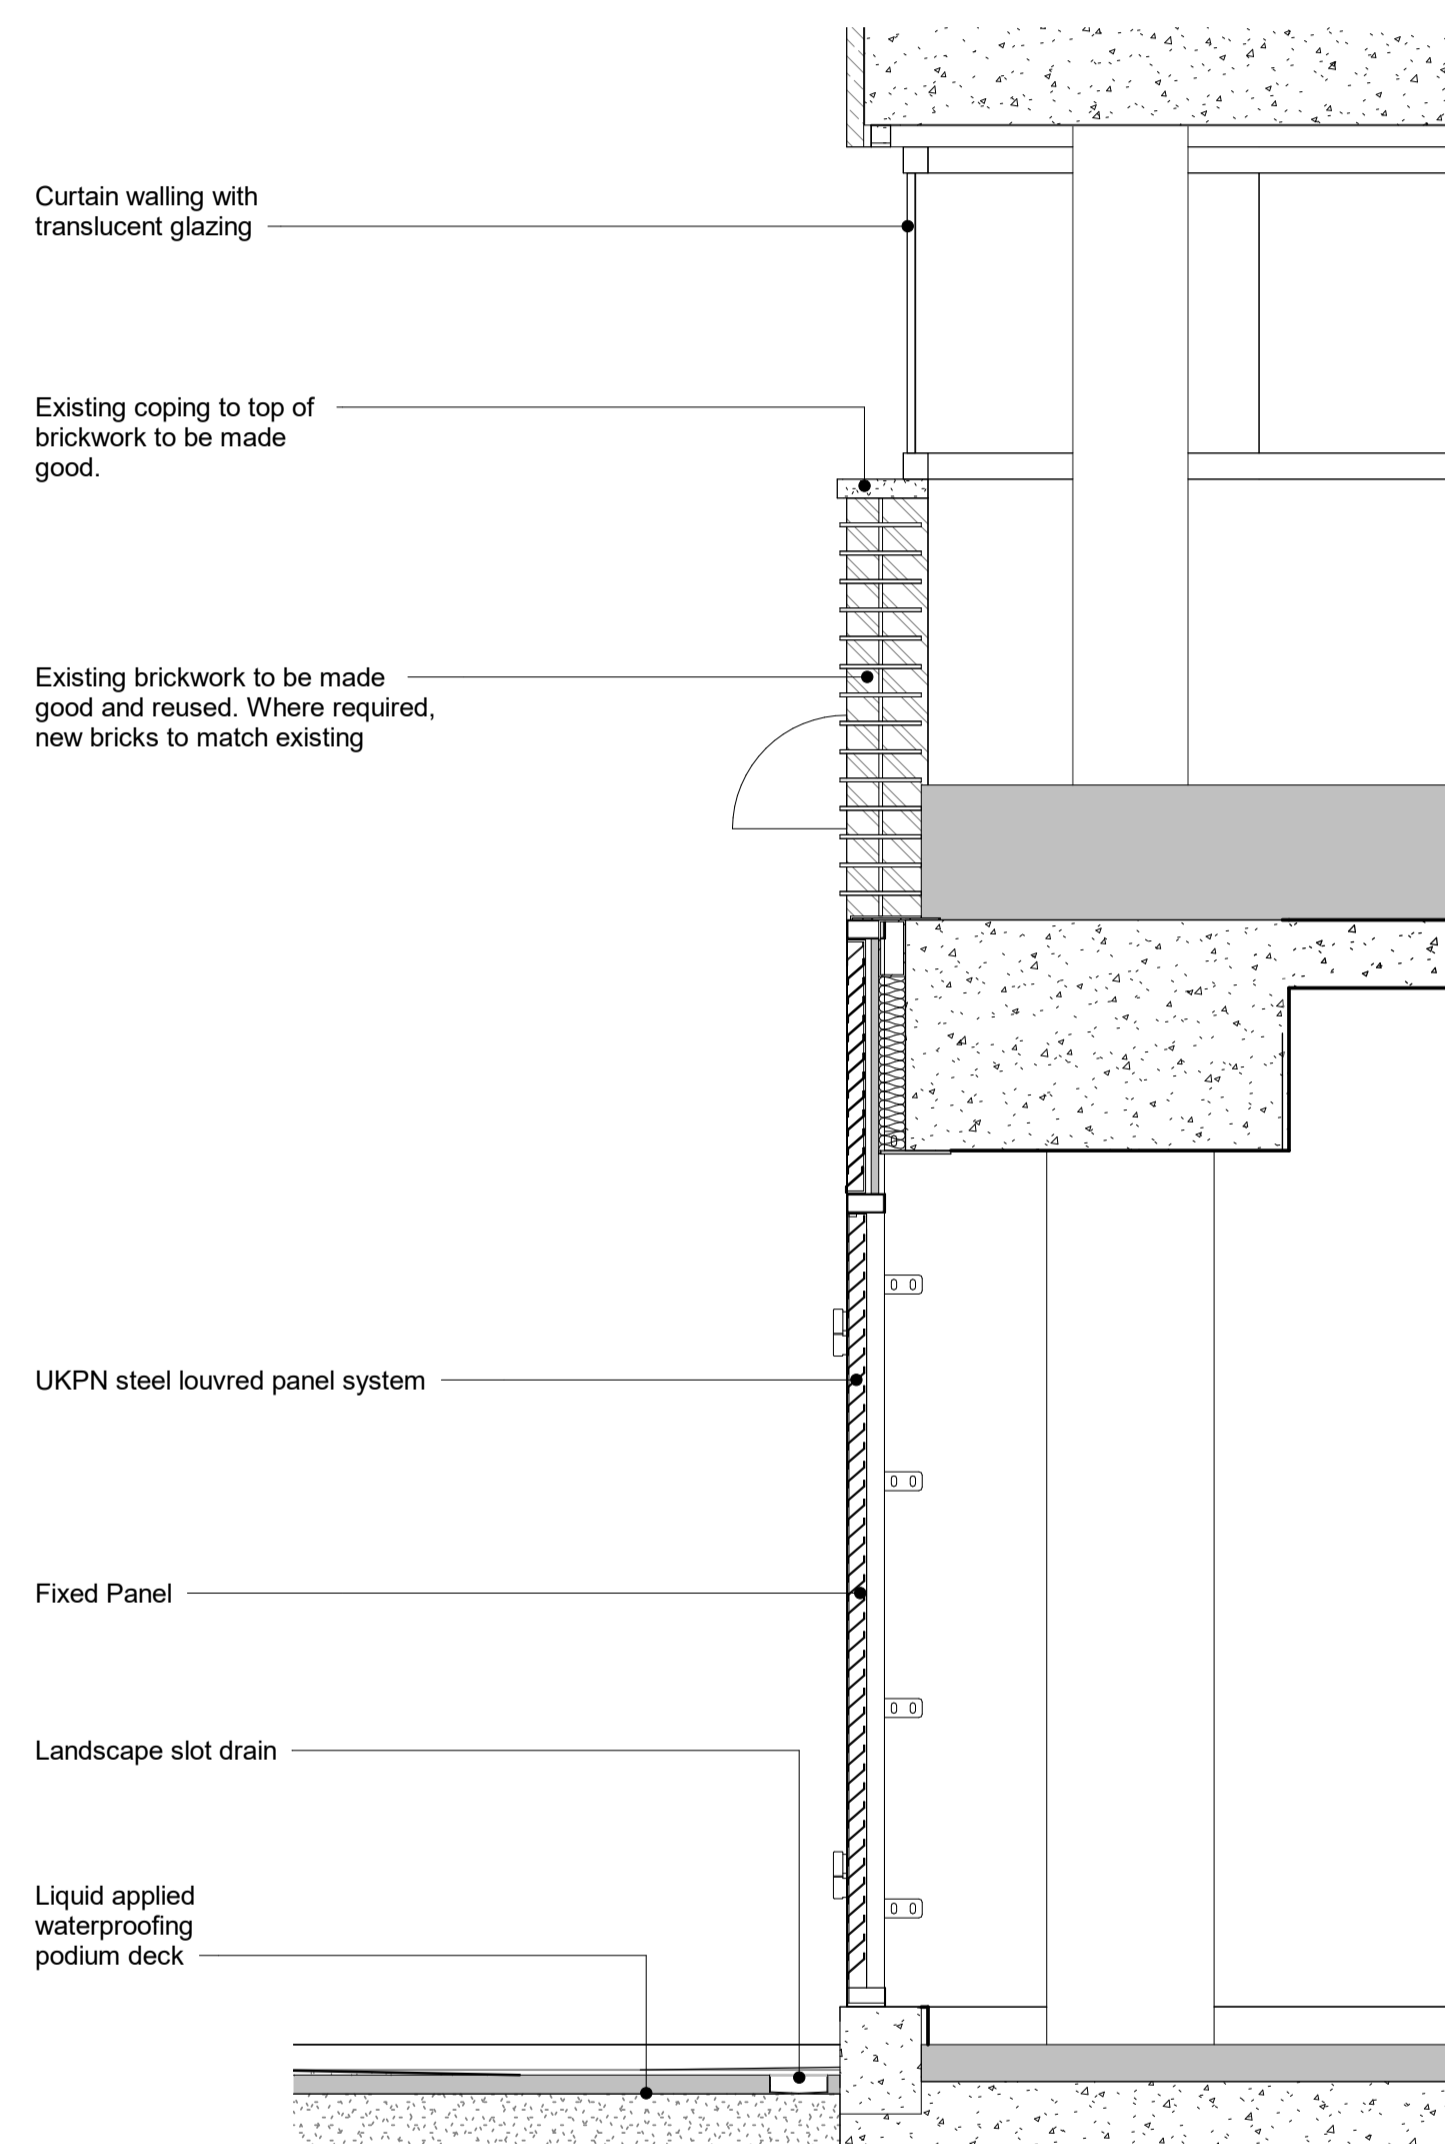 Curtain walling with
translucent glazing
Existing coping to top of
brickwork to be made
good.
Existing brickwork to be made
good and reused. Where required,
new bricks to match existing
UKPN steel louvred panel system
Fixed Panel
Landscape slot drain
Liquid applied
waterproofing
podium deck